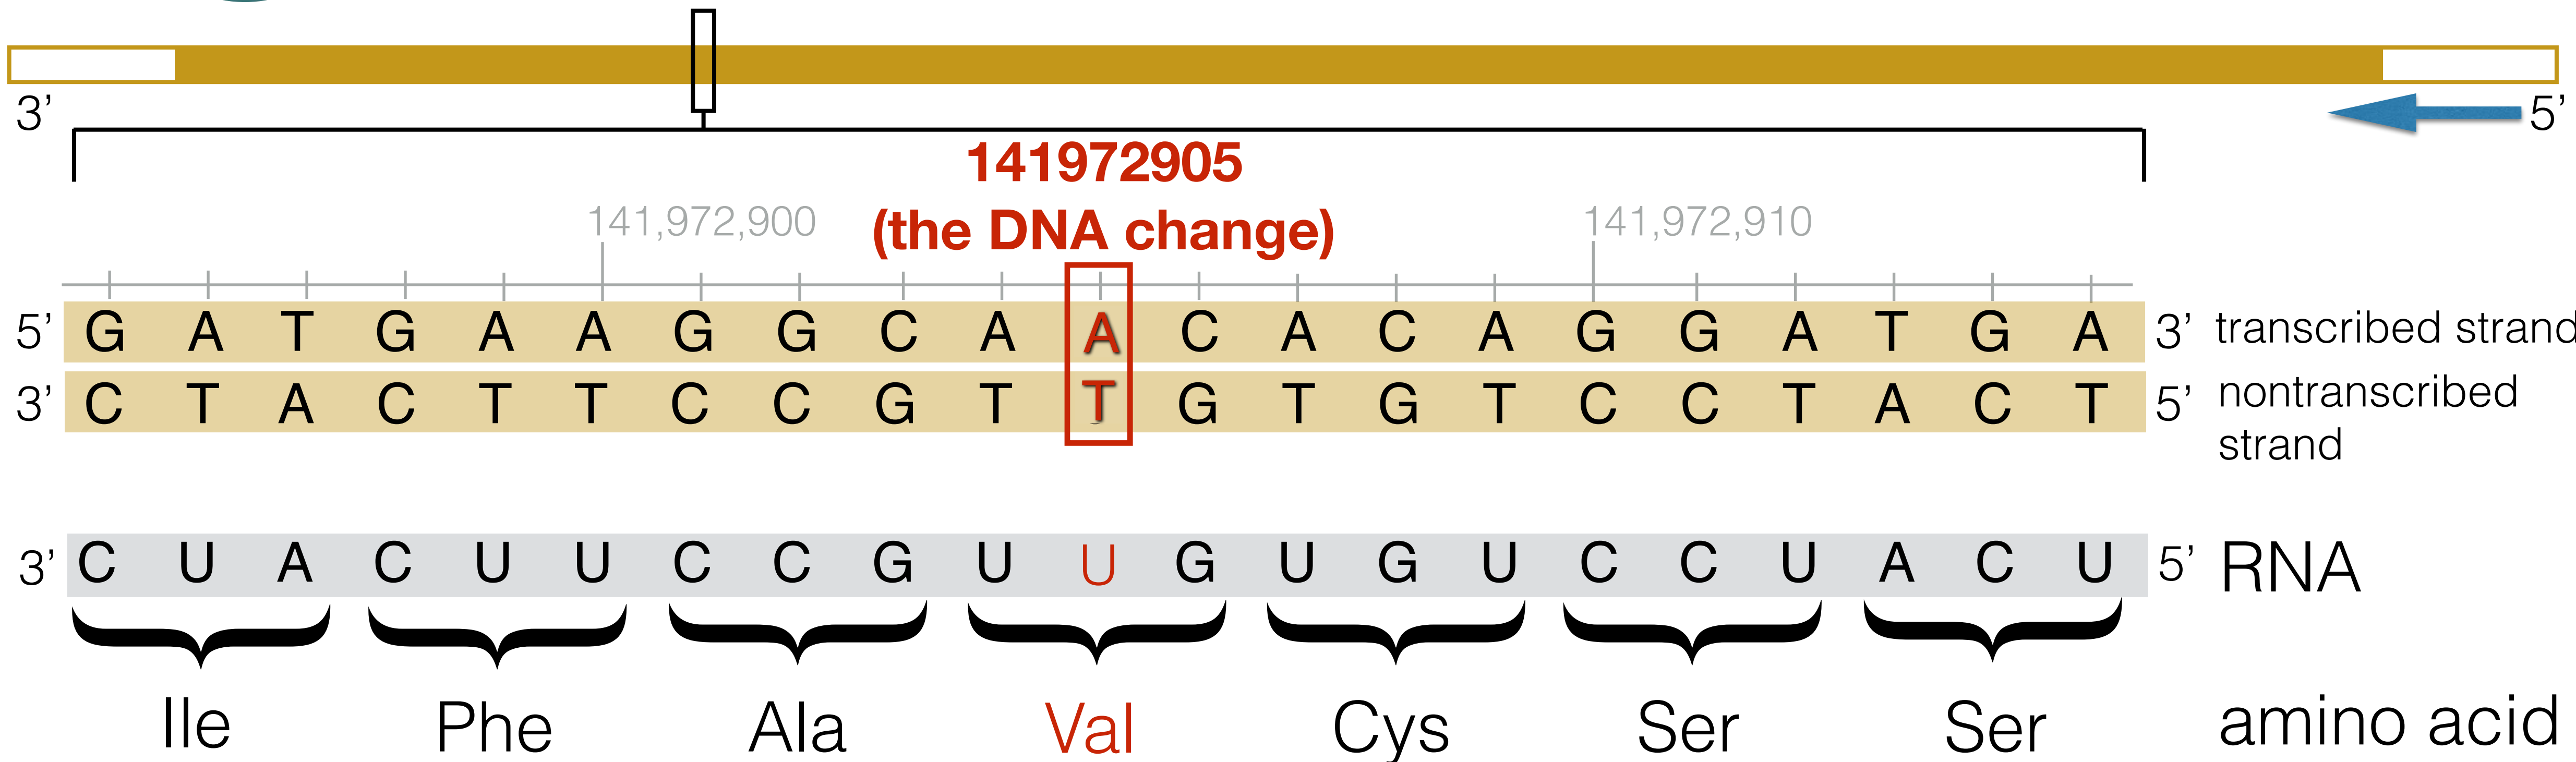 3’
5’
141972905
(the DNA change)
141,972,900
141,972,910
5’ G A T G A A G G C A A C A C A G G A T G A 3’ transcribed strand
3’ C T A C T T C C G T T G T G T C C T A C T 5’ nontranscribed
strand
3’ C U A C U U C C G U U G U G U C C U A C U 5’ RNA
Ile Phe Ala Val Cys Ser Ser amino acid